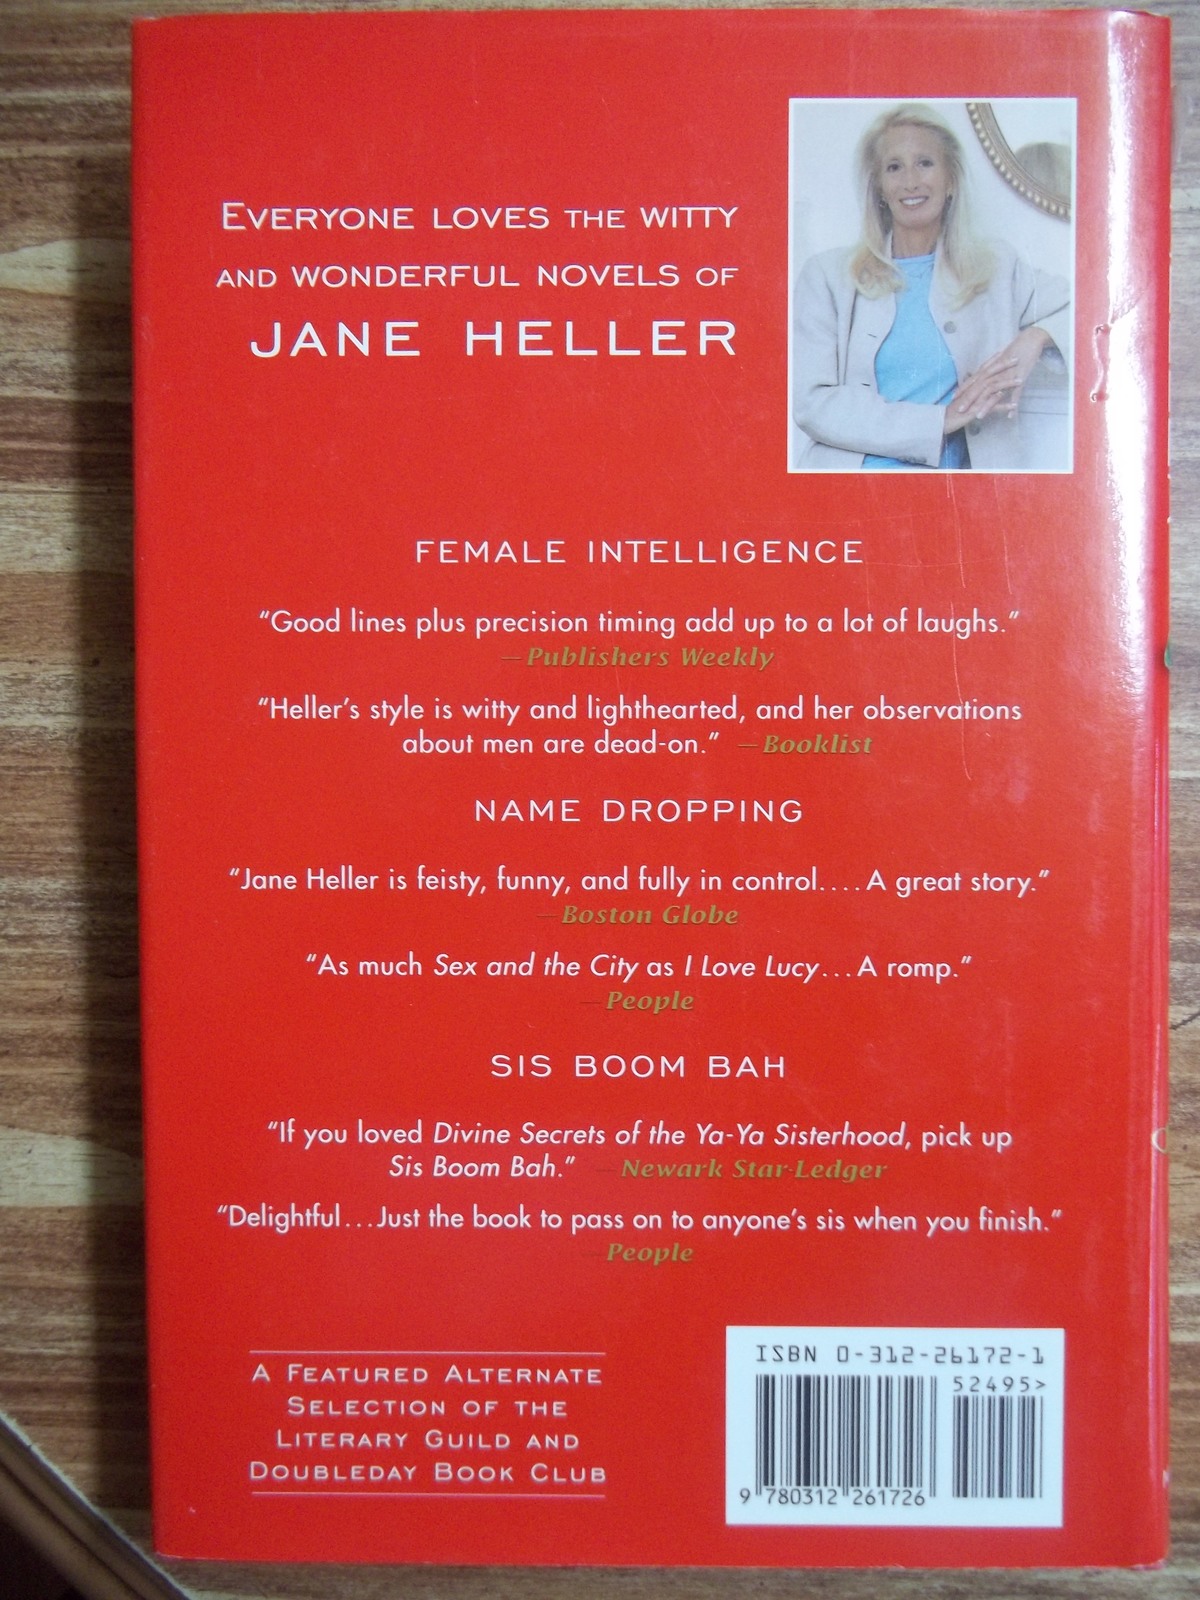 EVERYONE LOVES THE WITTY
AND WONDERFUL NOVELS OF
JANE HELLER
FEMALE INTELLIGENCE
“Good lines plus precision timing add up to a lot of laughs.”
—Publishers Weekly
“Heller’s style is witty and lighthearted, and her observations
about men are dead-on.” —Booklist
NAME DROPPING
“Jane Heller is feisty, funny, and fully in control.... A great story.”
—Boston Globe
“As much Sex and the City as I Love Lucy...A romp.”
—People
SIS BOOM BAH
“If you loved Divine Secrets of the Ya-Ya Sisterhood, pick up
Sis Boom Bah.” —Newark Star-Ledger
“Delightful...Just the book to pass on to anyone’s sis when you finish.”
—People
A FEATURED ALTERNATE
SELECTION OF THE
LITERARY GUILD AND
DOUBLEDAY BOOK CLUB
ISBN 0-312-26172-1
52495>
9 780312 261726